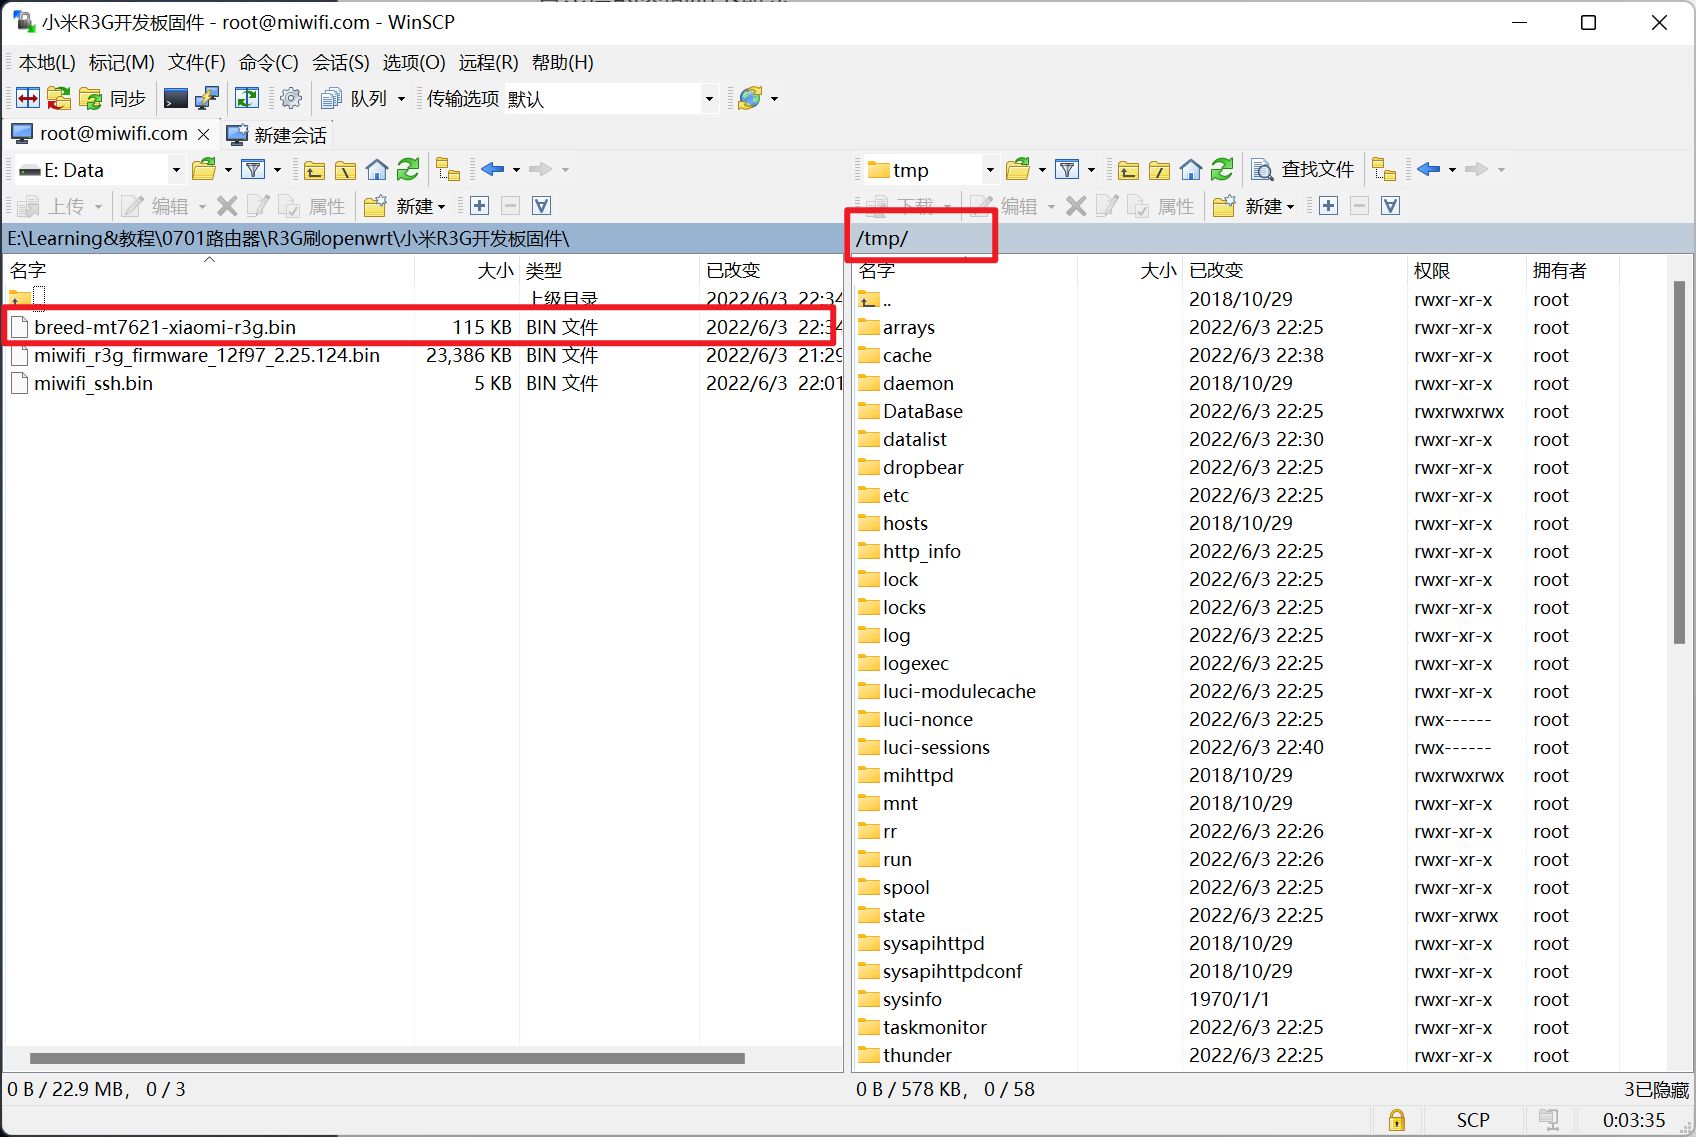 小米R3G开发板固件 - root@miwifi.com - WinSCP
本地(L) 标记(M) 文件(F) 命令(C) 会话(S) 选项(O) 远程(R) 帮助(H)
同步 队列 传输选项 默认
root@miwifi.com 新建会话
E: Data
上传 编辑 属性 新建
E:\Learning&教程\0701路由器\R3G刷openwrt\小米R3G开发板固件\
名字 大小 类型 已改变
上级目录 2022/6/3 22:34
breed-mt7621-xiaomi-r3g.bin 115 KB BIN 文件 2022/6/3 22:34
miwifi_r3g_firmware_12f97_2.25.124.bin 23,386 KB BIN 文件 2022/6/3 21:29
miwifi_ssh.bin 5 KB BIN 文件 2022/6/3 22:01
0 B / 22.9 MB, 0 / 3
tmp 查找文件
下载 编辑 属性 新建
/tmp/
名字 大小 已改变 权限 拥有者
.. 2018/10/29 rwxr-xr-x root
arrays 2022/6/3 22:25 rwxr-xr-x root
cache 2022/6/3 22:38 rwxr-xr-x root
daemon 2018/10/29 rwxr-xr-x root
DataBase 2022/6/3 22:25 rwxrwxrwx root
datalist 2022/6/3 22:30 rwxr-xr-x root
dropbear 2022/6/3 22:25 rwxr-xr-x root
etc 2022/6/3 22:25 rwxr-xr-x root
hosts 2018/10/29 rwxr-xr-x root
http_info 2022/6/3 22:25 rwxr-xr-x root
lock 2022/6/3 22:25 rwxr-xr-x root
locks 2022/6/3 22:25 rwxr-xr-x root
log 2022/6/3 22:25 rwxr-xr-x root
logexec 2022/6/3 22:25 rwxr-xr-x root
luci-modulecache 2022/6/3 22:25 rwxr-xr-x root
luci-nonce 2022/6/3 22:25 rwx------ root
luci-sessions 2022/6/3 22:40 rwx------ root
mihttpd 2018/10/29 rwxrwxrwx root
mnt 2018/10/29 rwxr-xr-x root
rr 2022/6/3 22:26 rwxr-xr-x root
run 2022/6/3 22:26 rwxr-xr-x root
spool 2022/6/3 22:25 rwxr-xr-x root
state 2022/6/3 22:25 rwxr-xrwx root
sysapihttpd 2018/10/29 rwxr-xr-x root
sysapihttpdconf 2018/10/29 rwxr-xr-x root
sysinfo 1970/1/1 rwxr-xr-x root
taskmonitor 2022/6/3 22:25 rwxr-xr-x root
thunder 2022/6/3 22:25 rwxr-xr-x root
0 B / 578 KB, 0 / 58 3已隐藏
SCP 0:03:35